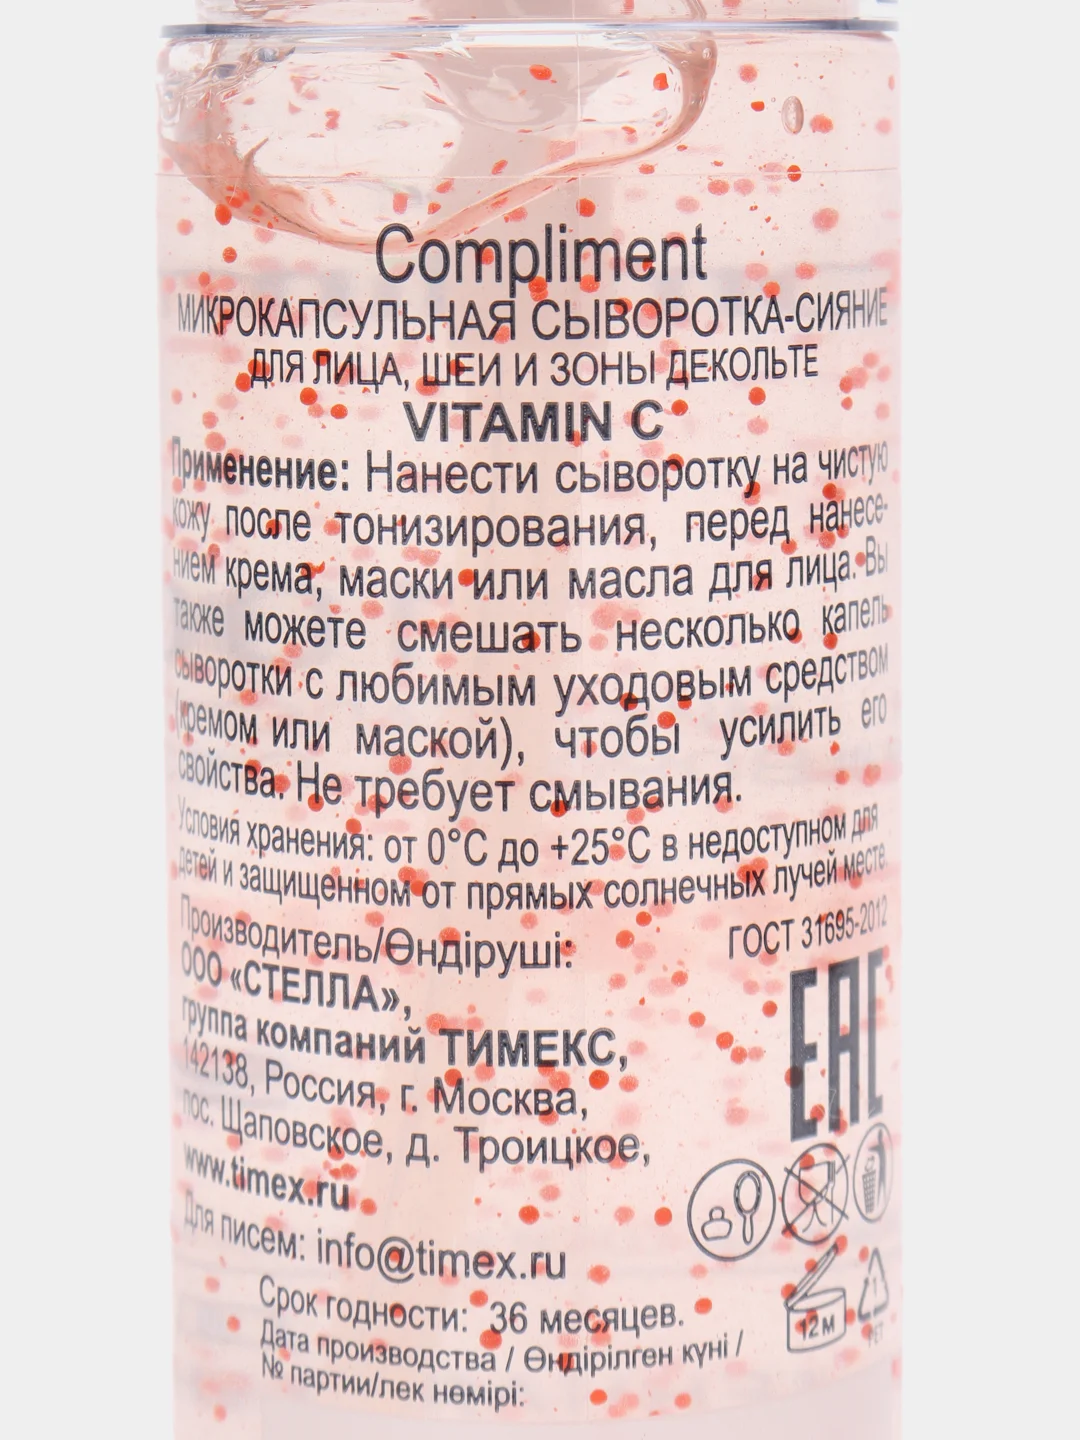 Compliment
МИКРОКАПСУЛЬНАЯ СЫВОРОТКА-СИЯНИЕ
ДЛЯ ЛИЦА, ШЕИ И ЗОНЫ ДЕКОЛЬТЕ
VITAMIN C
Применение: Нанести сыворотку на чистую
кожу после тонизирования, перед нанесе-
нием крема, маски или масла для лица. Вы
также можете смешать несколько капель
сыворотки с любимым уходовым средством
(кремом или маской), чтобы усилить его
свойства. Не требует смывания.
Условия хранения: от 0°C до +25°C в недоступном для
детей и защищенном от прямых солнечных лучей месте.
ГОСТ 31695-2012
Производитель/Өндіруші:
ООО «СТЕЛЛА»,
группа компаний ТИМЕКС,
142138, Россия, г. Москва,
пос. Щаповское, д. Троицкое,
www.timex.ru
Для писем: info@timex.ru
EAC
Срок годности: 36 месяцев.
12 м
1
PET
Дата производства / Өндірілген күні /
№ партии/лек нөмірі: